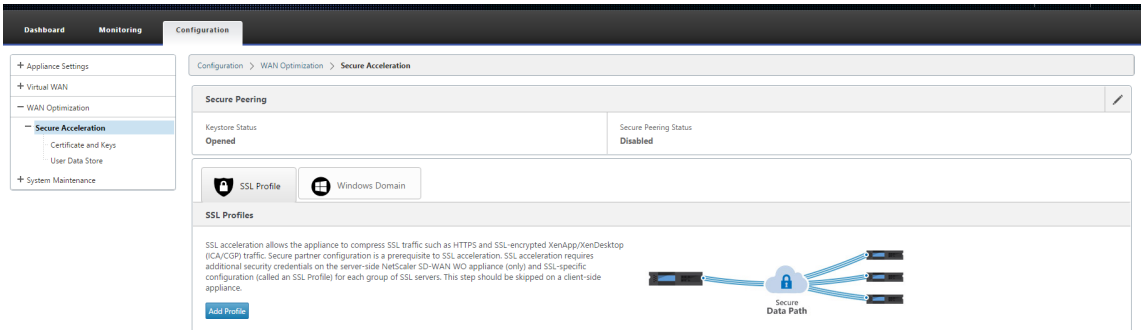 Dashboard Monitoring Configuration
+ Appliance Settings
+ Virtual WAN
− WAN Optimization
− Secure Acceleration
Certificate and Keys
User Data Store
+ System Maintenance
Configuration > WAN Optimization > Secure Acceleration
Secure Peering
Keystore Status
Opened
Secure Peering Status
Disabled
SSL Profile Windows Domain
SSL Profiles
SSL acceleration allows the appliance to compress SSL traffic such as HTTPS and SSL-encrypted XenApp/XenDesktop
(ICA/CGP) traffic. Secure partner configuration is a prerequisite to SSL acceleration. SSL acceleration requires
additional security credentials on the server-side NetScaler SD-WAN WO appliance (only) and SSL-specific
configuration (called an SSL Profile) for each group of SSL servers. This step should be skipped on a client-side
appliance.
Add Profile
Secure
Data Path